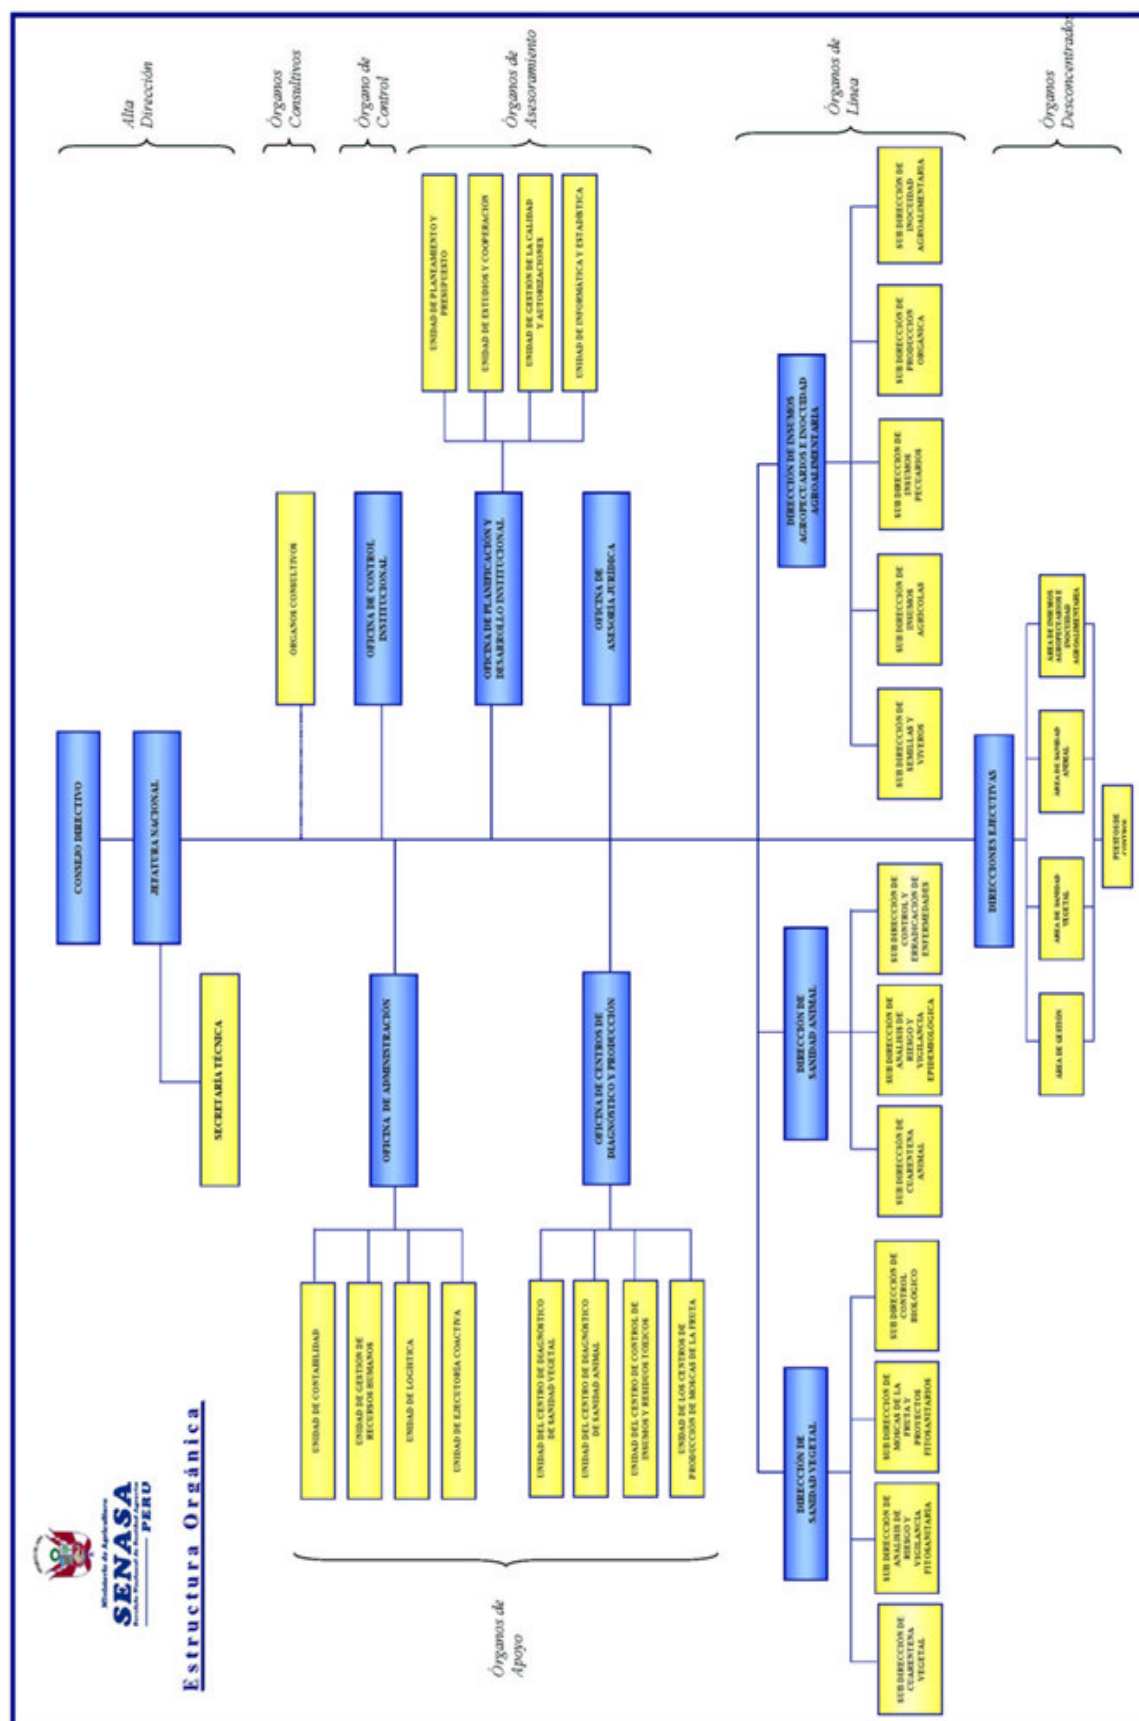 Ministerio de Agricultura
SENASA
Servicio Nacional de Sanidad Agraria
PERU
Estructura Orgánica
CONSEJO DIRECTIVO
JEFATURA NACIONAL
SECRETARÍA TÉCNICA
Alta
Dirección
ÓRGANOS CONSULTIVOS
Órganos
Consultivos
OFICINA DE CONTROL
INSTITUCIONAL
Órgano de
Control
OFICINA DE PLANIFICACIÓN Y
DESARROLLO INSTITUCIONAL
UNIDAD DE PLANEAMIENTO Y
PRESUPUESTO
UNIDAD DE ESTUDIOS Y COOPERACIÓN
UNIDAD DE GESTIÓN DE LA CALIDAD
Y AUTORIZACIONES
UNIDAD DE INFORMÁTICA Y ESTADÍSTICA
OFICINA DE
ASESORÍA JURÍDICA
Órganos de
Asesoramiento
Órganos de
Apoyo
OFICINA DE ADMINISTRACIÓN
UNIDAD DE CONTABILIDAD
UNIDAD DE GESTIÓN DE
RECURSOS HUMANOS
UNIDAD DE LOGÍSTICA
UNIDAD DE EJECUTORÍA COACTIVA
OFICINA DE CENTROS DE
DIAGNÓSTICO Y PRODUCCIÓN
UNIDAD DEL CENTRO DE DIAGNÓSTICO
DE SANIDAD VEGETAL
UNIDAD DEL CENTRO DE DIAGNÓSTICO
DE SANIDAD ANIMAL
UNIDAD DEL CENTRO DE CONTROL DE
INSUMOS Y RESIDUOS TÓXICOS
UNIDAD DE LOS CENTROS DE
PRODUCCIÓN DE MOSCAS DE LA FRUTA
DIRECCIÓN DE
SANIDAD VEGETAL
SUB DIRECCIÓN DE
CUARENTENA
VEGETAL
SUB DIRECCIÓN DE
ANÁLISIS DE
RIESGO Y
VIGILANCIA
FITOSANITARIA
SUB DIRECCIÓN DE
MOSCAS DE LA
FRUTA Y
PROYECTOS
FITOSANITARIOS
SUB DIRECCIÓN DE
CONTROL
BIOLÓGICO
DIRECCIÓN DE
SANIDAD ANIMAL
SUB DIRECCIÓN DE
CUARENTENA
ANIMAL
SUB DIRECCIÓN DE
ANÁLISIS DE
RIESGO Y
VIGILANCIA
EPIDEMIOLÓGICA
SUB DIRECCIÓN DE
CONTROL Y
ERRADICACIÓN DE
ENFERMEDADES
DIRECCIÓN DE INSUMOS
AGROPECUARIOS E INOCUIDAD
AGROALIMENTARIA
SUB DIRECCIÓN DE
SEMILLAS Y
VIVEROS
SUB DIRECCIÓN DE
INSUMOS
AGRÍCOLAS
SUB DIRECCIÓN DE
INSUMOS
PECUARIOS
SUB DIRECCIÓN DE
PRODUCCIÓN
ORGÁNICA
SUB DIRECCIÓN DE
INOCUIDAD
AGROALIMENTARIA
Órganos de
Línea
DIRECCIONES EJECUTIVAS
AREA DE GESTIÓN
AREA DE SANIDAD
VEGETAL
AREA DE SANIDAD
ANIMAL
AREA DE INSUMOS
AGROPECUARIOS E
INOCUIDAD
AGROALIMENTARIA
PUESTOS DE
CONTROL
Órganos
Desconcentrados